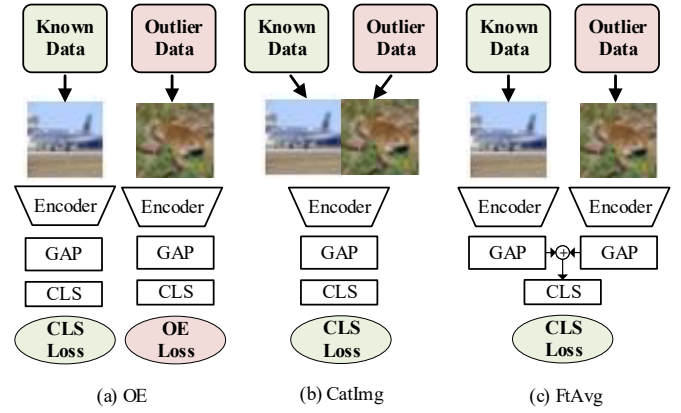 Known Data
Outlier Data
Known Data
Outlier Data
Known Data
Outlier Data
Encoder
Encoder
Encoder
Encoder
Encoder
GAP
GAP
GAP
GAP
+
GAP
CLS
CLS
CLS
CLS
CLS Loss
OE Loss
CLS Loss
CLS Loss
(a) OE
(b) CatImg
(c) FtAvg